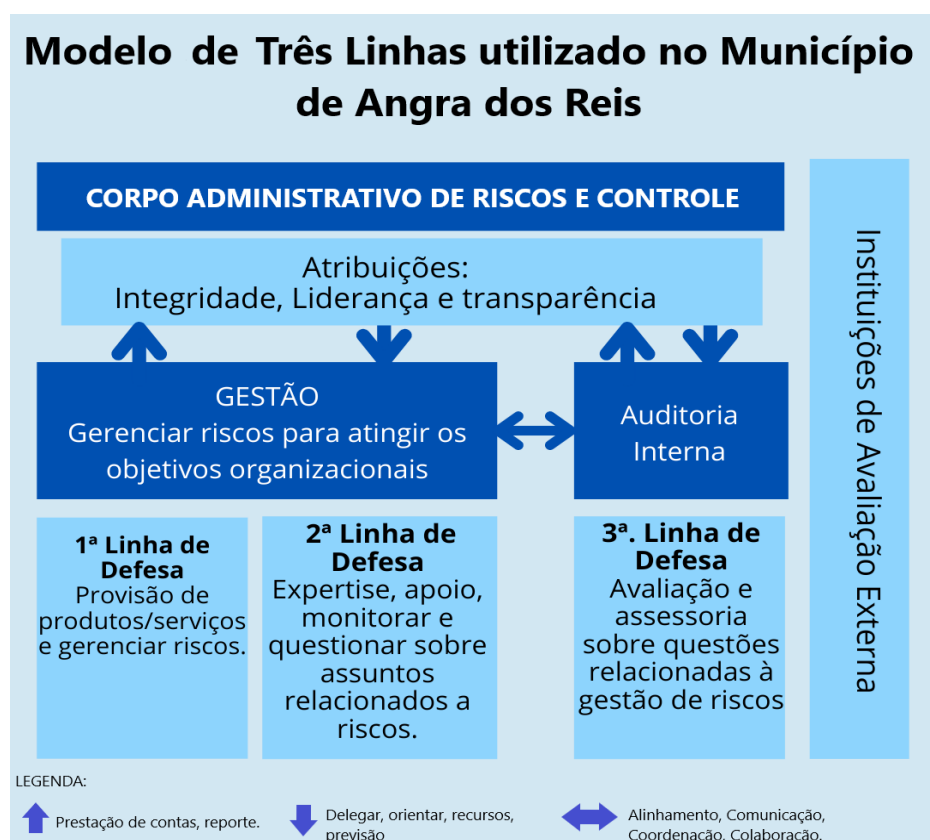 Modelo de Três Linhas utilizado no Município
de Angra dos Reis
CORPO ADMINISTRATIVO DE RISCOS E CONTROLE
Atribuições:
Integridade, Liderança e transparência
GESTÃO
Gerenciar riscos para atingir os
objetivos organizacionais
Auditoria
Interna
1ª Linha de
Defesa
Provisão de
produtos/serviços
e gerenciar riscos.
2ª Linha de
Defesa
Expertise, apoio,
monitorar e
questionar sobre
assuntos
relacionados a
riscos.
3ª. Linha de
Defesa
Avaliação e
assessoria
sobre questões
relacionadas à
gestão de riscos
Instituições de Avaliação Externa
LEGENDA:
Prestação de contas, reporte.
Delegar, orientar, recursos,
previsão
Alinhamento, Comunicação,
Coordenação, Colaboração.